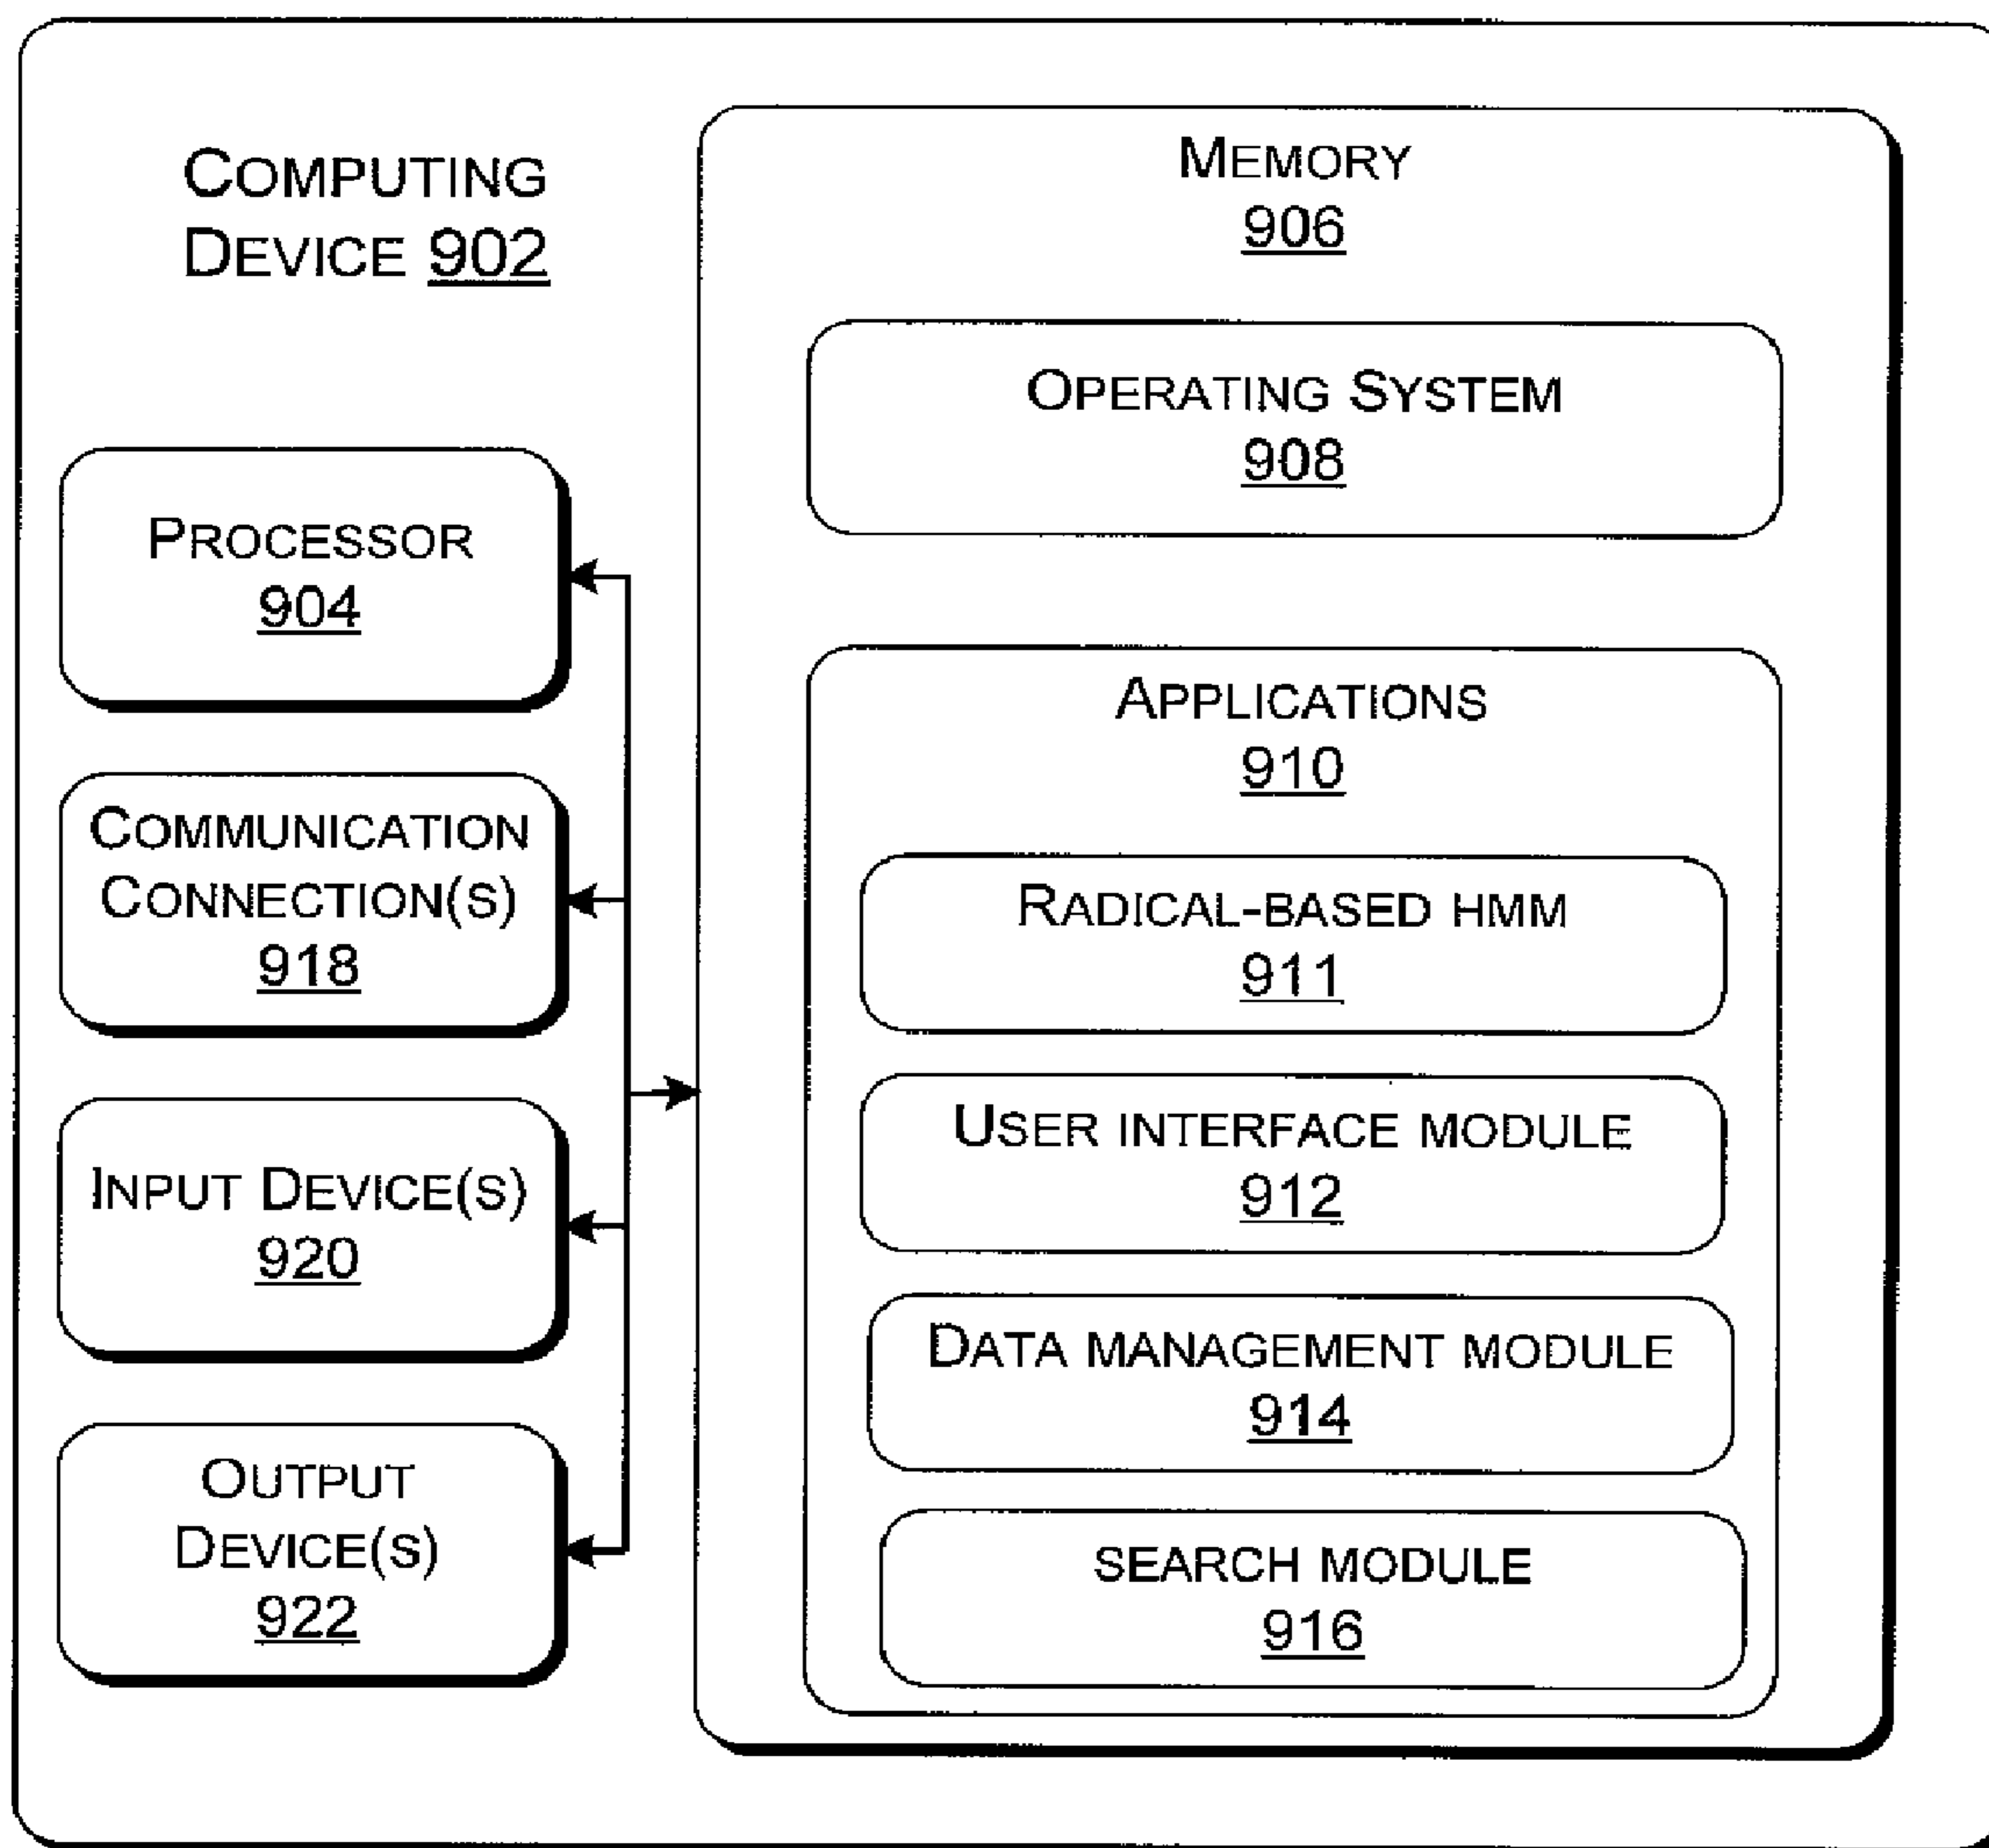 COMPUTING
DEVICE 902
PROCESSOR
904
COMMUNICATION
CONNECTION(S)
918
INPUT DEVICE(S)
920
OUTPUT
DEVICE(S)
922
MEMORY
906
OPERATING SYSTEM
908
APPLICATIONS
910
RADICAL-BASED HMM
911
USER INTERFACE MODULE
912
DATA MANAGEMENT MODULE
914
SEARCH MODULE
916